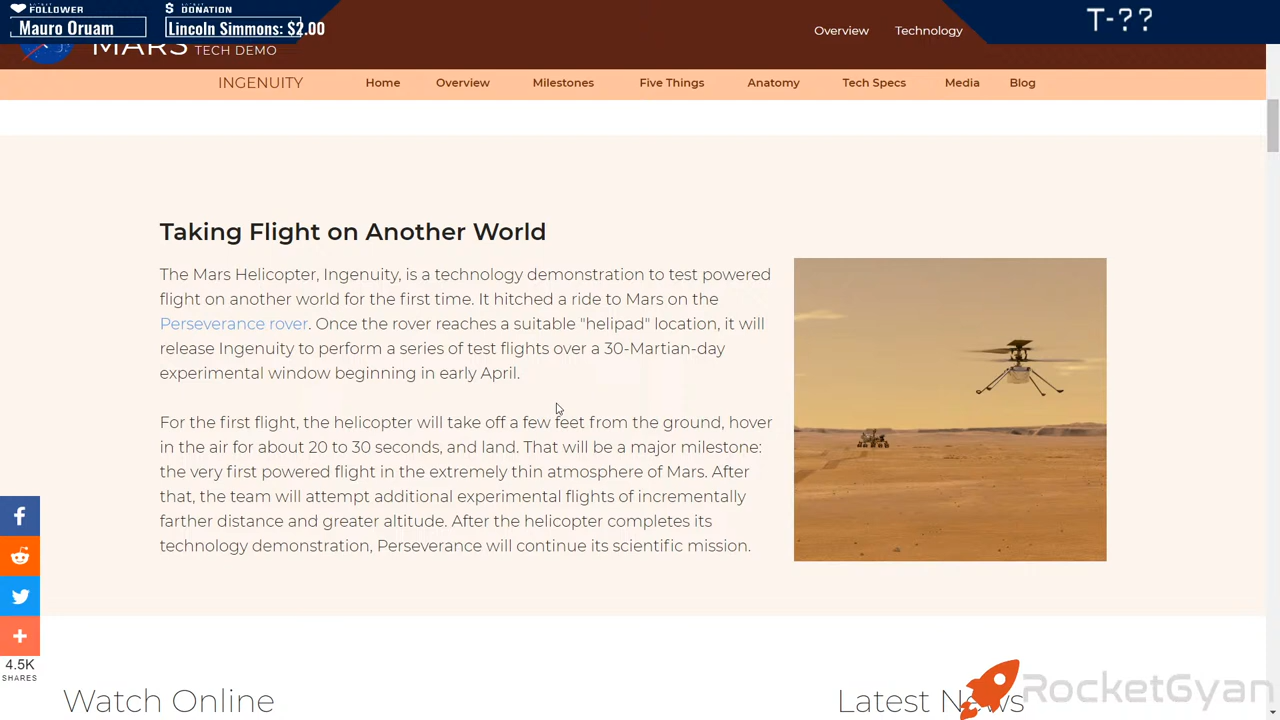 FOLLOWER
Mauro Oruam
$ DONATION
Lincoln Simmons: $2.00
T-??
MARS TECH DEMO
Overview Technology
INGENUITY Home Overview Milestones Five Things Anatomy Tech Specs Media Blog
Taking Flight on Another World
The Mars Helicopter, Ingenuity, is a technology demonstration to test powered
flight on another world for the first time. It hitched a ride to Mars on the
Perseverance rover. Once the rover reaches a suitable "helipad" location, it will
release Ingenuity to perform a series of test flights over a 30-Martian-day
experimental window beginning in early April.
For the first flight, the helicopter will take off a few feet from the ground, hover
in the air for about 20 to 30 seconds, and land. That will be a major milestone:
the very first powered flight in the extremely thin atmosphere of Mars. After
that, the team will attempt additional experimental flights of incrementally
farther distance and greater altitude. After the helicopter completes its
technology demonstration, Perseverance will continue its scientific mission.
4.5K
SHARES
Watch Online
Latest News
RocketGyan